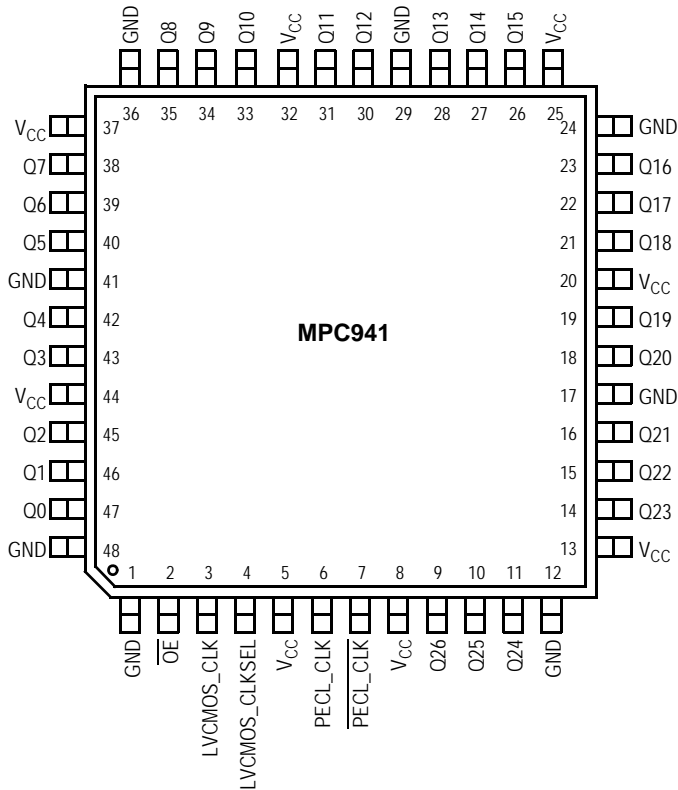 GND Q8 Q9 Q10 VCC Q11 Q12 GND Q13 Q14 Q15 VCC
36 35 34 33 32 31 30 29 28 27 26 25
VCC 37 24 GND
Q7 38 23 Q16
Q6 39 22 Q17
Q5 40 21 Q18
GND 41 20 VCC
Q4 42 19 Q19
MPC941
Q3 43 18 Q20
VCC 44 17 GND
Q2 45 16 Q21
Q1 46 15 Q22
Q0 47 14 Q23
GND 48 13 VCC
1 2 3 4 5 6 7 8 9 10 11 12
GND O̅E̅ LVCMOS_CLK LVCMOS_CLKSEL VCC PECL_CLK P̅E̅C̅L̅_̅C̅L̅K̅ VCC Q26 Q25 Q24 GND